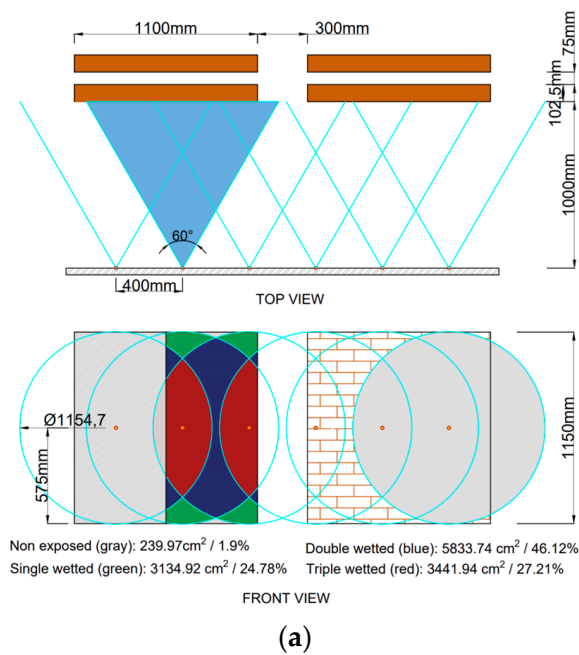 1100mm
300mm
75mm
102,5mm
1000mm
60°
400mm
TOP VIEW
Ø1154,7
575mm
1150mm
Non exposed (gray): 239.97cm² / 1.9%
Double wetted (blue): 5833.74 cm² / 46.12%
Single wetted (green): 3134.92 cm² / 24.78%
Triple wetted (red): 3441.94 cm² / 27.21%
FRONT VIEW
(a)